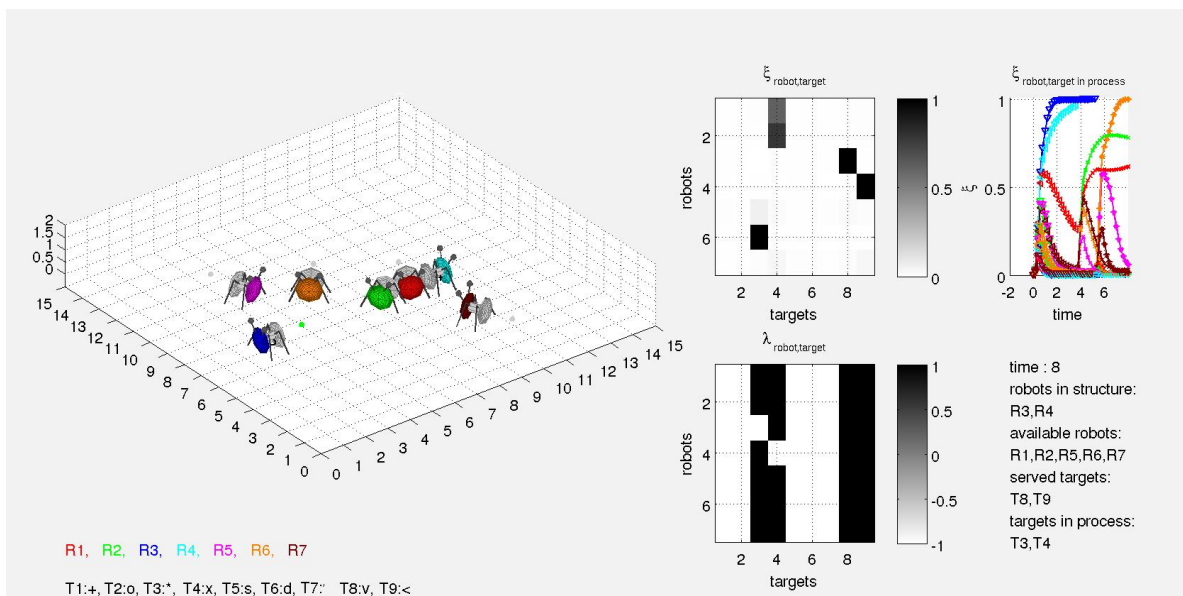 2
1.5
1
0.5
0
15
14
13
12
11
10
9
8
7
6
5
4
3
2
1
0
0
1
2
3
4
5
6
7
8
9
10
11
12
13
14
15
R1, R2, R3, R4, R5, R6, R7
T1:+, T2:o, T3:*, T4:x, T5:s, T6:d, T7:' T8:v, T9:<
ξ robot,target
robots
2
4
6
2 4 6 8
targets
1
0.5
0
ξ robot,target in process
ξ
1
0.5
0
-2 0 2 4 6
time
λ robot,target
robots
2
4
6
2 4 6 8
targets
1
0.5
0
-0.5
-1
time : 8
robots in structure:
R3,R4
available robots:
R1,R2,R5,R6,R7
served targets:
T8,T9
targets in process:
T3,T4